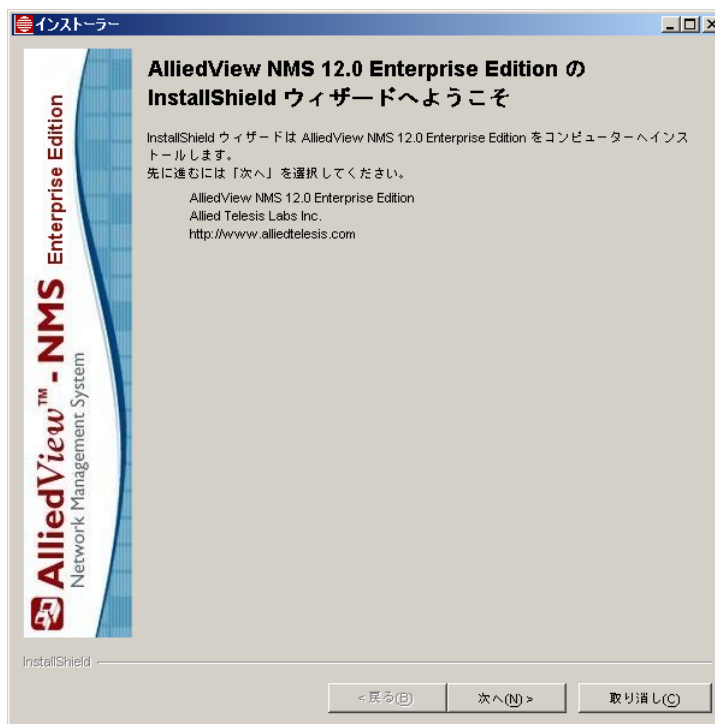 インストーラー
AlliedView NMS 12.0 Enterprise Edition の
InstallShield ウィザードへようこそ
InstallShield ウィザードは AlliedView NMS 12.0 Enterprise Edition をコンピューターへインス
トールします。
先に進むには「次へ」を選択してください。
AlliedView NMS 12.0 Enterprise Edition
Allied Telesis Labs Inc.
http://www.alliedtelesis.com
AlliedView™ - NMS Enterprise Edition
Network Management System
InstallShield
< 戻る(B)
次へ(N) >
取り消し(C)